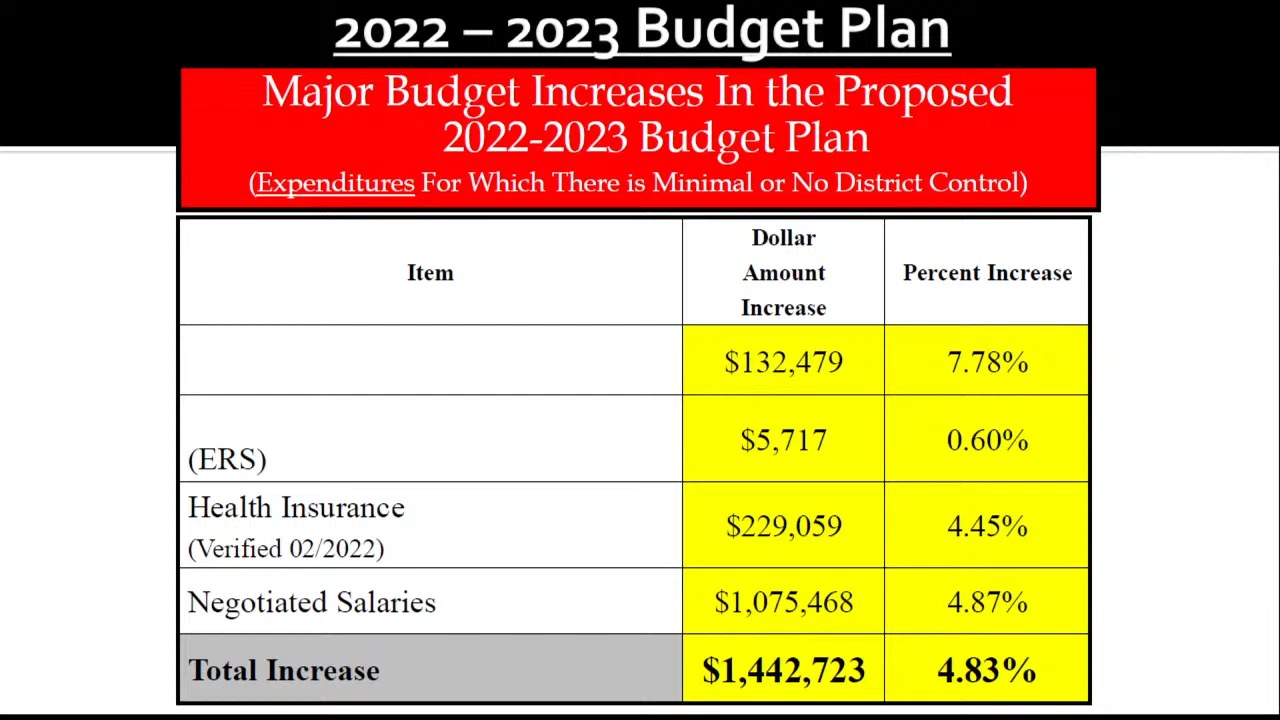 2022 – 2023 Budget Plan
Major Budget Increases In the Proposed
2022-2023 Budget Plan
(Expenditures For Which There is Minimal or No District Control)
Item
Dollar
Amount
Increase
Percent Increase
$132,479
7.78%
(ERS)
$5,717
0.60%
Health Insurance
(Verified 02/2022)
$229,059
4.45%
Negotiated Salaries
$1,075,468
4.87%
Total Increase
$1,442,723
4.83%